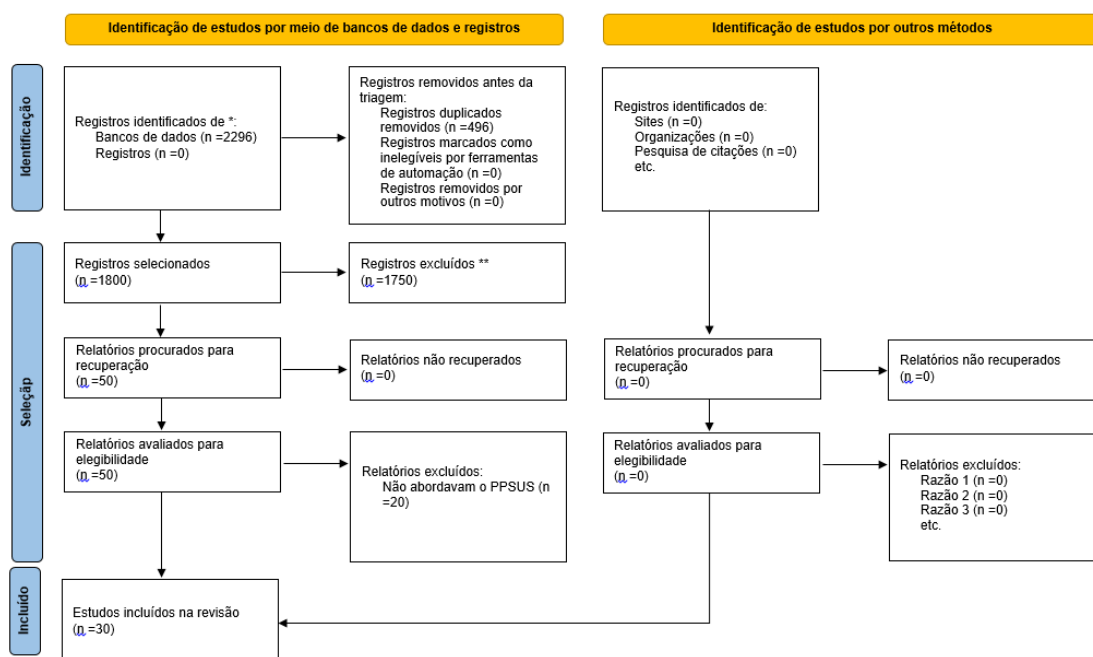 Identificação de estudos por meio de bancos de dados e registros
Identificação de estudos por outros métodos
Identificação
Registros identificados de *:
Bancos de dados (n =2296)
Registros (n =0)
Registros removidos antes da
triagem:
Registros duplicados
removidos (n =496)
Registros marcados como
inelegíveis por ferramentas
de automação (n =0)
Registros removidos por
outros motivos (n =0)
Registros identificados de:
Sites (n =0)
Organizações (n =0)
Pesquisa de citações (n =0)
etc.
Seleçãp
Registros selecionados
(n =1800)
Registros excluídos **
(n =1750)
Relatórios procurados para
recuperação
(n =50)
Relatórios não recuperados
(n =0)
Relatórios procurados para
recuperação
(n =0)
Relatórios não recuperados
(n =0)
Relatórios avaliados para
elegibilidade
(n =50)
Relatórios excluídos:
Não abordavam o PPSUS (n
=20)
Relatórios avaliados para
elegibilidade
(n =0)
Relatórios excluídos:
Razão 1 (n =0)
Razão 2 (n =0)
Razão 3 (n =0)
etc.
Incluído
Estudos incluídos na revisão
(n =30)